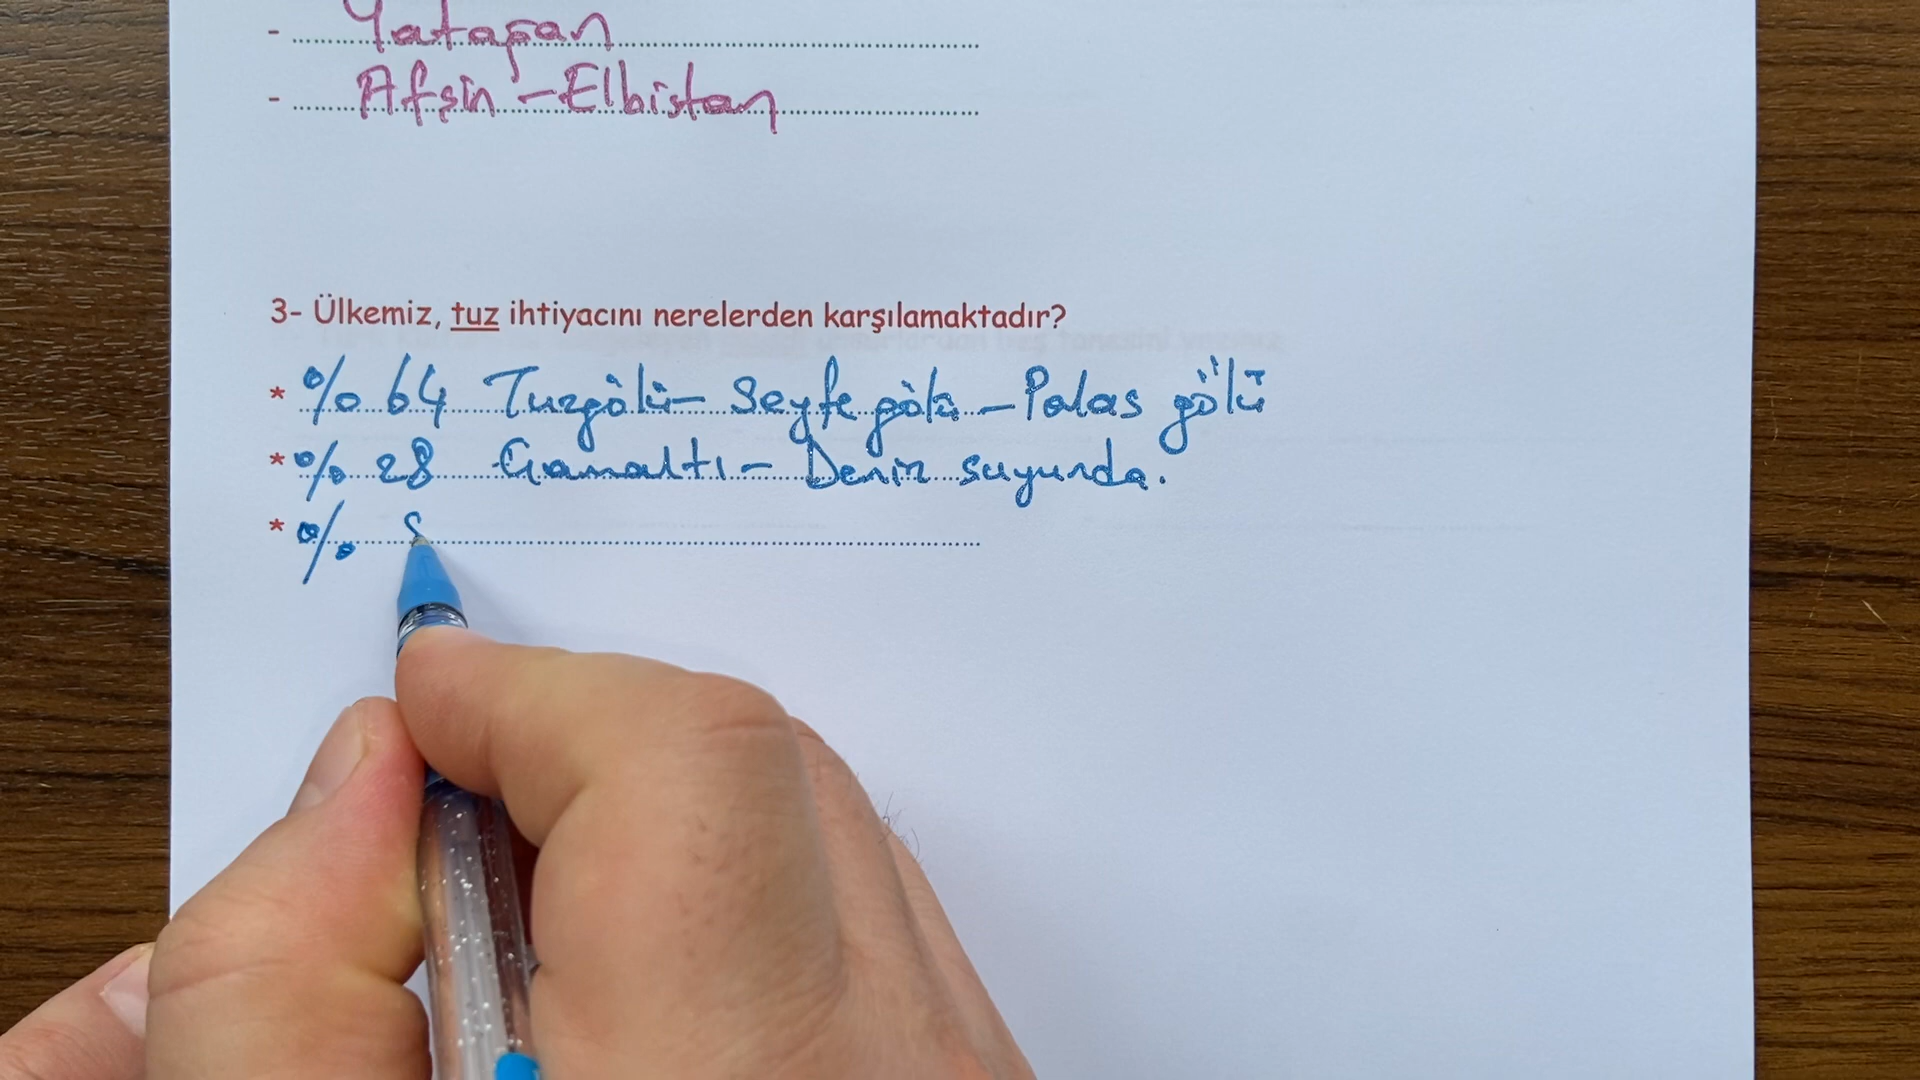 - Yatağan
- Afşin - Elbistan
3- Ülkemiz, tuz ihtiyacını nerelerden karşılamaktadır?
* % 64 Tuzgölü - Seyfe gölü - Palas gölü
* % 28 Çamaltı - Deniz suyunda.
* %